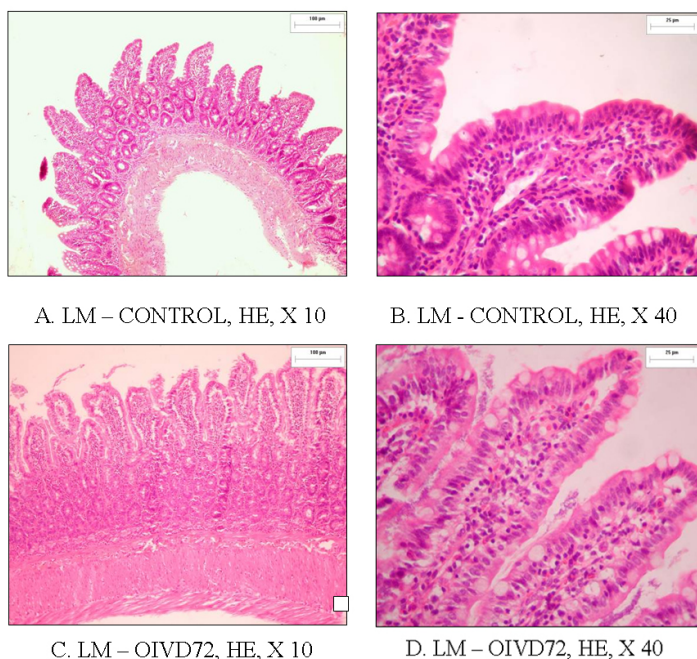 100 µm
25 µm
A. LM – CONTROL, HE, X 10
B. LM - CONTROL, HE, X 40
100 µm
25 µm
C. LM – OIVD72, HE, X 10
D. LM – OIVD72, HE, X 40